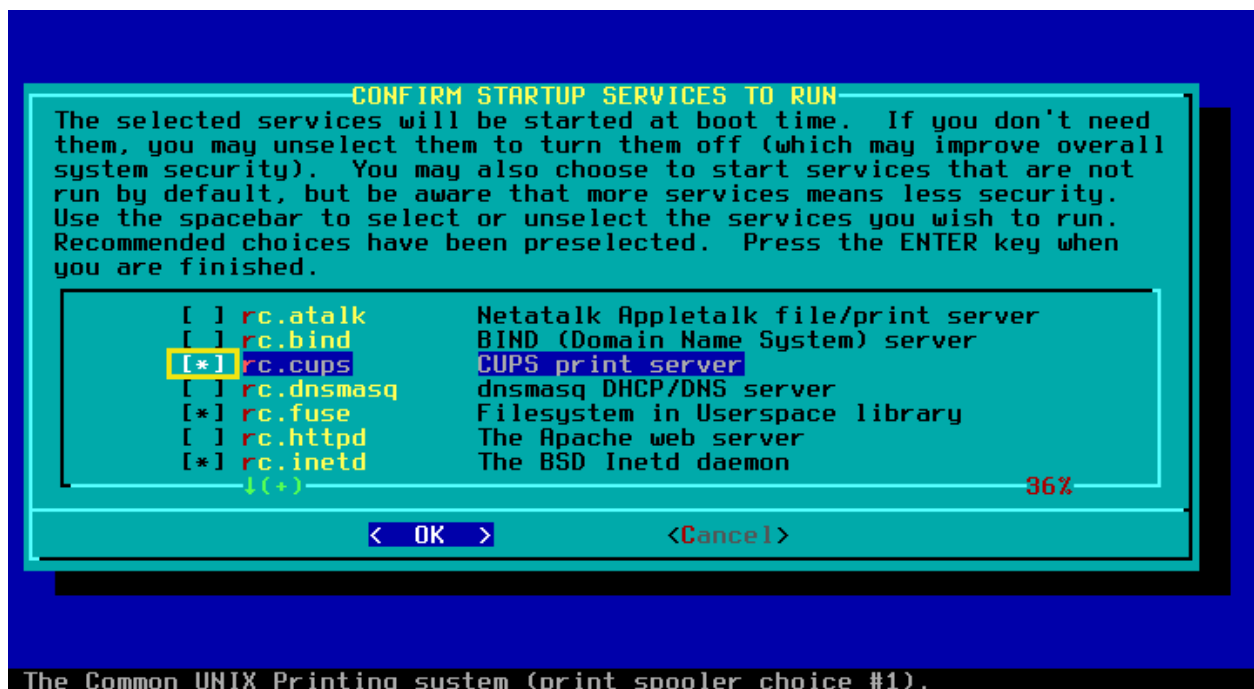 CONFIRM STARTUP SERVICES TO RUN
The selected services will be started at boot time.  If you don't need
them, you may unselect them to turn them off (which may improve overall
system security).  You may also choose to start services that are not
run by default, but be aware that more services means less security.
Use the spacebar to select or unselect the services you wish to run.
Recommended choices have been preselected.  Press the ENTER key when
you are finished.
[ ] rc.atalk Netatalk Appletalk file/print server
[ ] rc.bind BIND (Domain Name System) server
[*] rc.cups CUPS print server
[ ] rc.dnsmasq dnsmasq DHCP/DNS server
[*] rc.fuse Filesystem in Userspace library
[ ] rc.httpd The Apache web server
[*] rc.inetd The BSD Inetd daemon
↓(+) 36%
< OK > <Cancel>
The Common UNIX Printing system (print spooler choice #1).